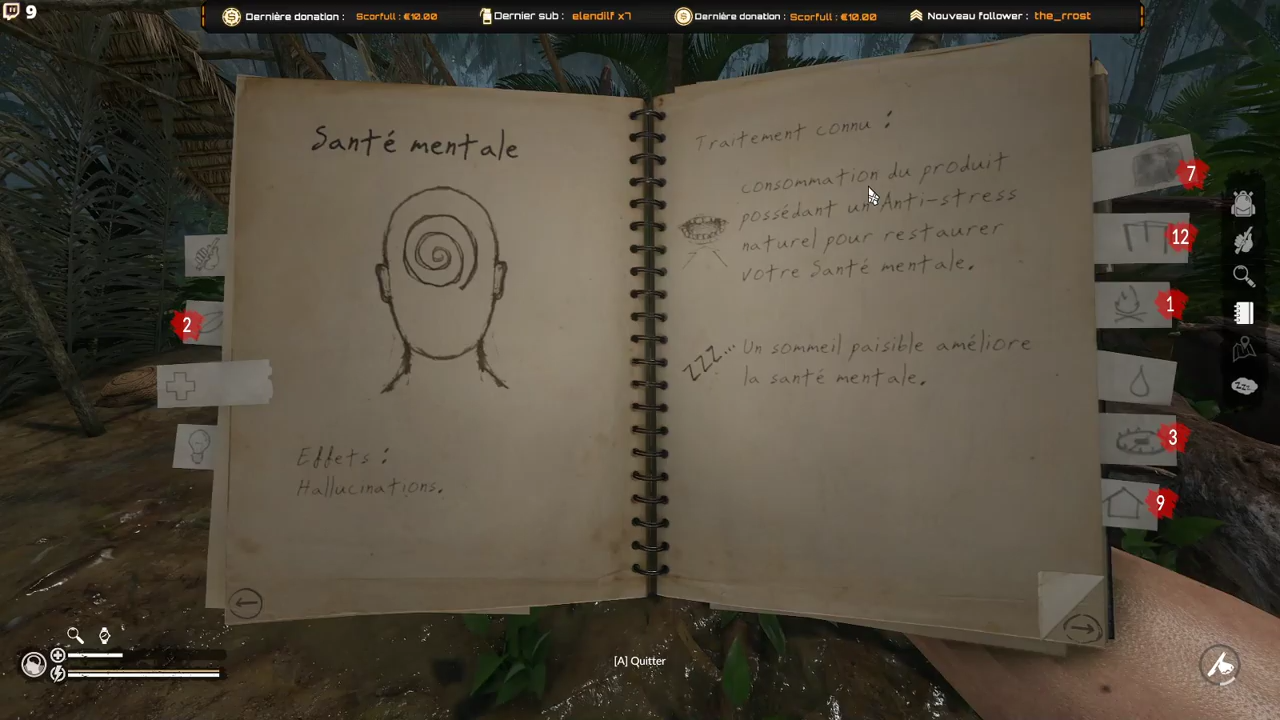 9
Dernière donation : Scorfull : €10.00
Dernier sub : elendilf x7
Dernière donation : Scorfull : €10.00
Nouveau follower : the_rrost
Santé mentale
Effets :
Hallucinations.
Traitement connu :
consommation du produit
possédant un Anti-stress
naturel pour restaurer
votre Santé mentale.
ZZZ...
Un sommeil paisible améliore
la santé mentale.
2
7
12
1
3
9
zzz
[A] Quitter